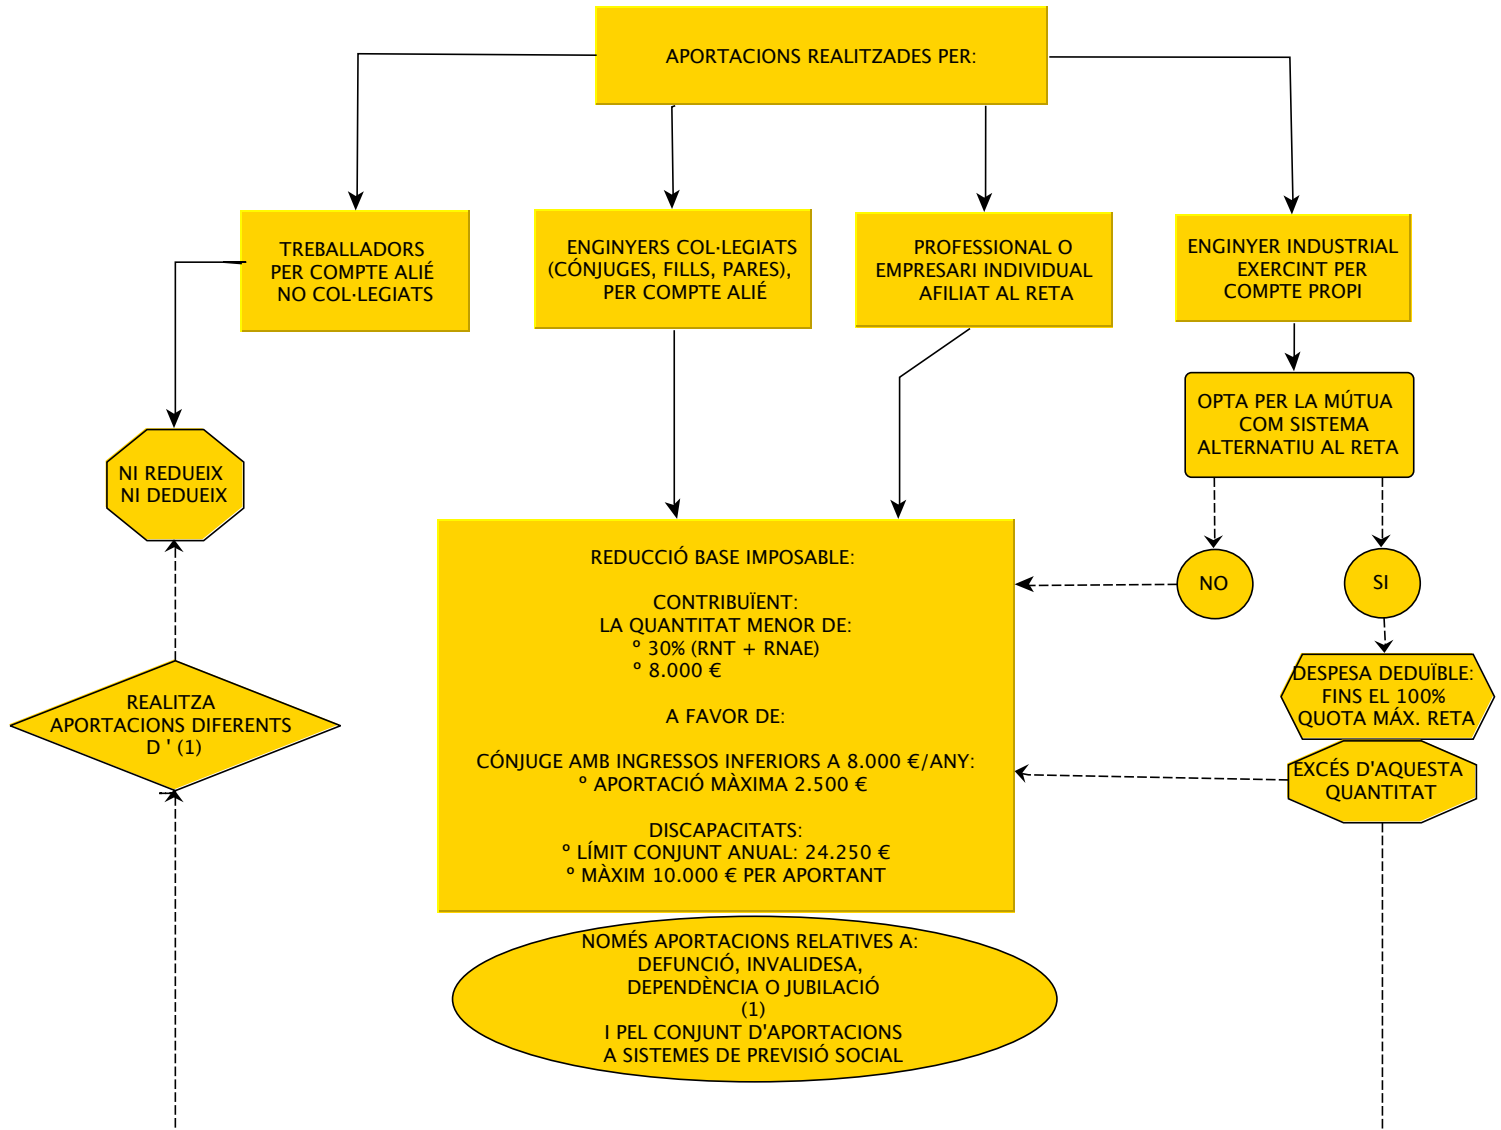 APORTACIONS REALITZADES PER:
TREBALLADORS
PER COMPTE ALIÉ
NO COL·LEGIATS
ENGINYERS COL·LEGIATS
(CÓNJUGES, FILLS, PARES),
PER COMPTE ALIÉ
PROFESSIONAL O
EMPRESARI INDIVIDUAL
AFILIAT AL RETA
ENGINYER INDUSTRIAL
EXERCINT PER
COMPTE PROPI
OPTA PER LA MÚTUA
COM SISTEMA
ALTERNATIU AL RETA
NI REDUEIX
NI DEDUEIX
NO
SI
REDUCCIÓ BASE IMPOSABLE:
CONTRIBUÏENT:
LA QUANTITAT MENOR DE:
º 30% (RNT + RNAE)
º 8.000 €
A FAVOR DE:
CÓNJUGE AMB INGRESSOS INFERIORS A 8.000 €/ANY:
º APORTACIÓ MÀXIMA 2.500 €
DISCAPACITATS:
º LÍMIT CONJUNT ANUAL: 24.250 €
º MÀXIM 10.000 € PER APORTANT
DESPESA DEDUÏBLE:
FINS EL 100%
QUOTA MÁX. RETA
EXCÉS D'AQUESTA
QUANTITAT
REALITZA
APORTACIONS DIFERENTS
D ' (1)
NOMÉS APORTACIONS RELATIVES A:
DEFUNCIÓ, INVALIDESA,
DEPENDÈNCIA O JUBILACIÓ
(1)
I PEL CONJUNT D'APORTACIONS
A SISTEMES DE PREVISIÓ SOCIAL